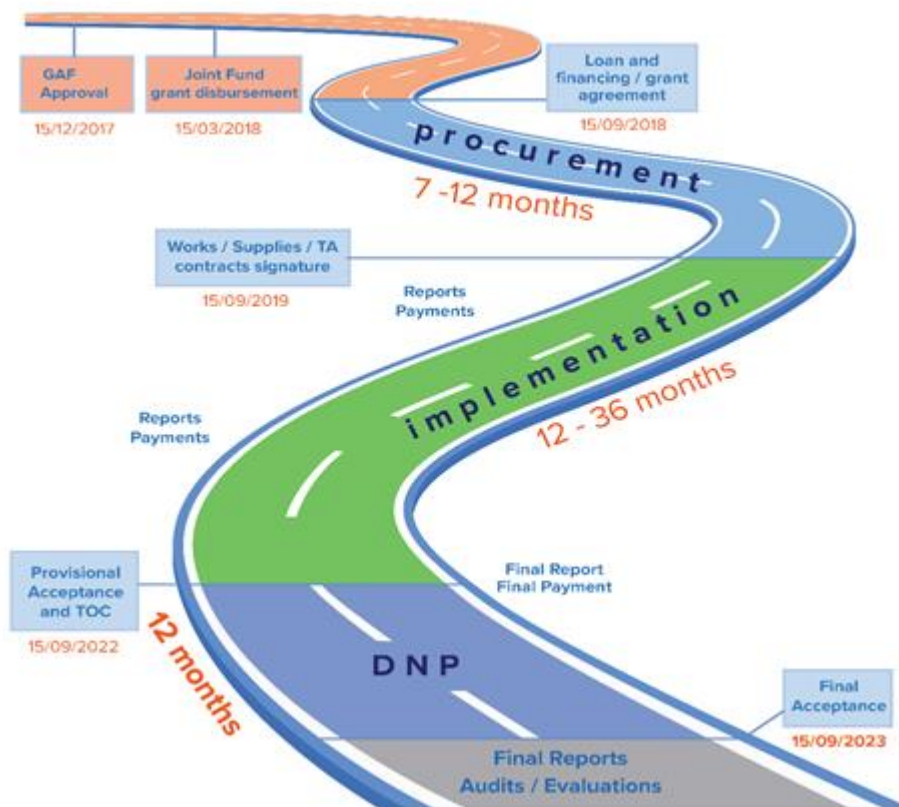 GAF
Approval
15/12/2017
Joint Fund
grant disbursement
15/03/2018
Loan and
financing / grant
agreement
15/09/2018
procurement
7 -12 months
Works / Supplies / TA
contracts signature
15/09/2019
Reports
Payments
implementation
12 - 36 months
Reports
Payments
Provisional
Acceptance
and TOC
15/09/2022
12 months
Final Report
Final Payment
DNP
Final
Acceptance
15/09/2023
Final Reports
Audits / Evaluations